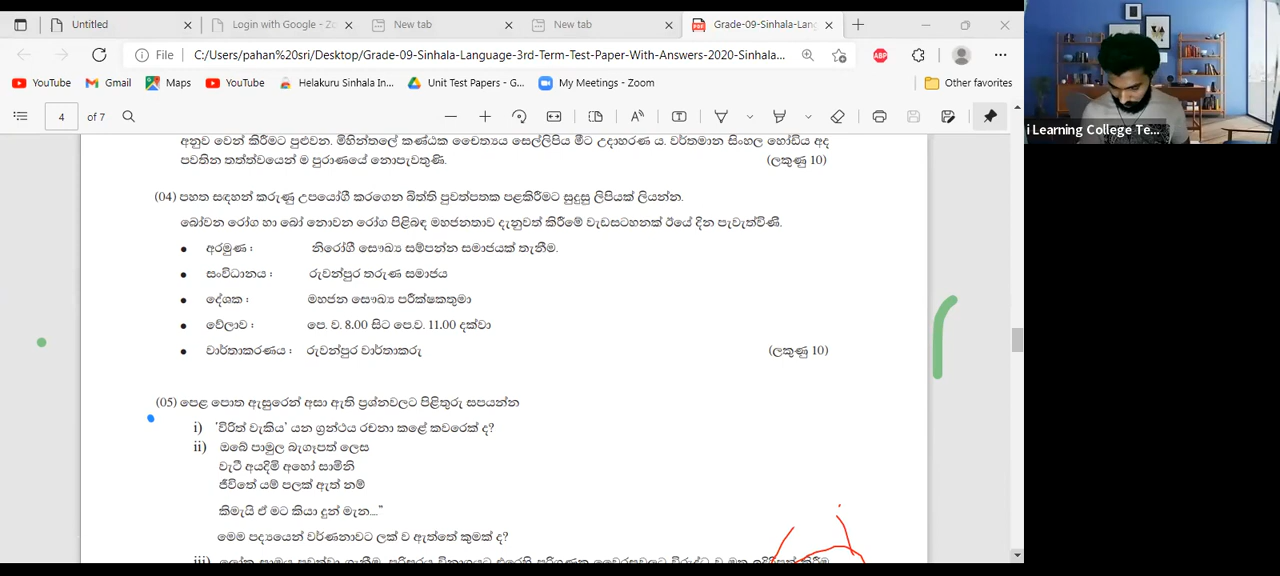 Untitled
Login with Google - Zo
New tab
New tab
Grade-09-Sinhala-Lang
File
C:/Users/pahan%20sri/Desktop/Grade-09-Sinhala-Language-3rd-Term-Test-Paper-With-Answers-2020-Sinhala...
YouTube
Gmail
Maps
YouTube
Helakuru Sinhala In...
Unit Test Papers - G...
My Meetings - Zoom
Other favorites
4 of 7
i Learning College Te...
අනුව වෙන් කිරීමට පුළුවන. මිහින්තලේ කණ්ඨක චෛත්‍යය සෙල්ලිපිය මීට උදාහරණ ය. වර්තමාන සිංහල හෝඩිය අද
පවතින තත්ත්වයෙන් ම පුරාණයේ නොපැවතුණි. (ලකුණු 10)
(04) පහත සඳහන් කරුණු උපයෝගී කරගෙන බිත්ති පුවත්පතක පළකිරීමට සුදුසු ලිපියක් ලියන්න.
බෝවන රෝග හා බෝ නොවන රෝග පිළිබඳ මහජනතාව දැනුවත් කිරීමේ වැඩසටහනක් ඊයේ දින පැවැත්විණි.
• අරමුණ : නිරෝගී සෞඛ්‍ය සම්පන්න සමාජයක් තැනීම.
• සංවිධානය : රුවන්පුර තරුණ සමාජය
• දේශක : මහජන සෞඛ්‍ය පරීක්ෂකතුමා
• වේලාව : පෙ. ව. 8.00 සිට පෙ.ව. 11.00 දක්වා
• වාර්තාකරණය : රුවන්පුර වාර්තාකරු (ලකුණු 10)
(05) පෙළ පොත ඇසුරෙන් අසා ඇති ප්‍රශ්නවලට පිළිතුරු සපයන්න
i) 'විරිත් වැකිය' යන ග්‍රන්ථය රචනා කළේ කවරෙක් ද?
ii) ඔබේ පාමුල බැගෑපත් ලෙස
වැටී අයදිමි අහෝ සාමිනි
ජීවිතේ යම් පලක් ඇත් නම්
කිමැයි ඒ මට කියා දුන් මැන...."
මෙම පද්‍යයෙන් වර්ණනාවට ලක් ව ඇත්තේ කුමක් ද?